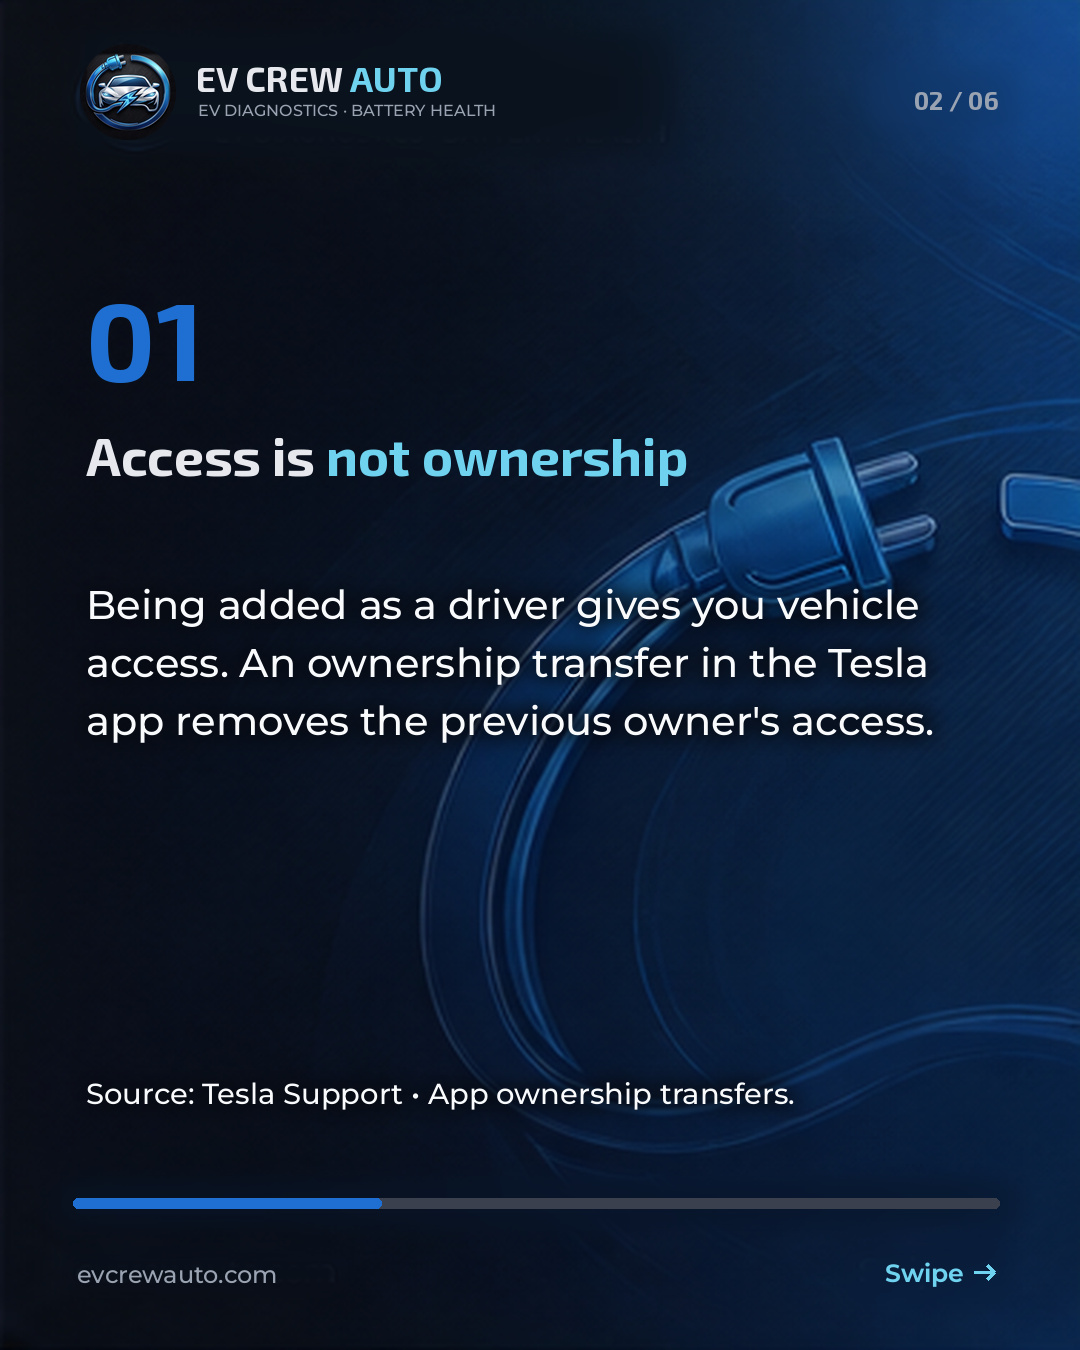 EV CREW AUTO
EV DIAGNOSTICS · BATTERY HEALTH
02 / 06
01
Access is not ownership
Being added as a driver gives you vehicle
access. An ownership transfer in the Tesla
app removes the previous owner's access.
Source: Tesla Support • App ownership transfers.
evcrewauto.com
Swipe →